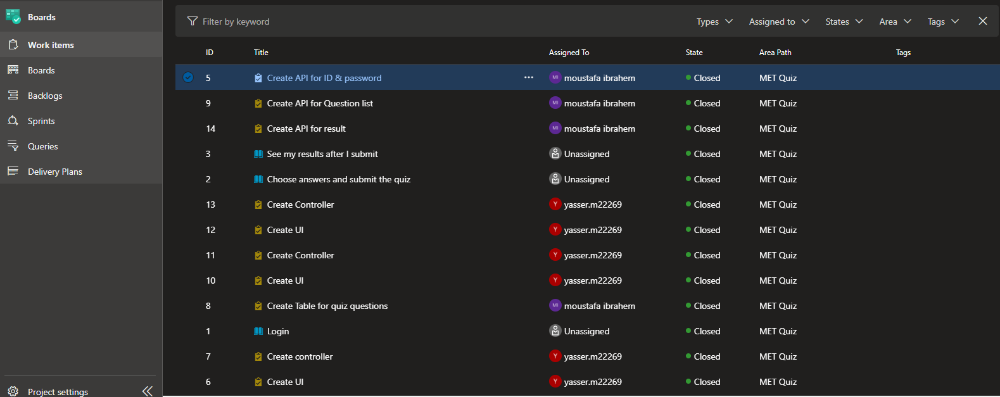 Boards
Work items
Boards
Backlogs
Sprints
Queries
Delivery Plans
Project settings
Filter by keyword Types Assigned to States Area Tags
ID Title Assigned To State Area Path Tags
5 Create API for ID & password MI moustafa ibrahem Closed MET Quiz
9 Create API for Question list MI moustafa ibrahem Closed MET Quiz
14 Create API for result MI moustafa ibrahem Closed MET Quiz
3 See my results after I submit Unassigned Closed MET Quiz
2 Choose answers and submit the quiz Unassigned Closed MET Quiz
13 Create Controller Y yasser.m22269 Closed MET Quiz
12 Create UI Y yasser.m22269 Closed MET Quiz
11 Create Controller Y yasser.m22269 Closed MET Quiz
10 Create UI Y yasser.m22269 Closed MET Quiz
8 Create Table for quiz questions MI moustafa ibrahem Closed MET Quiz
1 Login Unassigned Closed MET Quiz
7 Create controller Y yasser.m22269 Closed MET Quiz
6 Create UI Y yasser.m22269 Closed MET Quiz